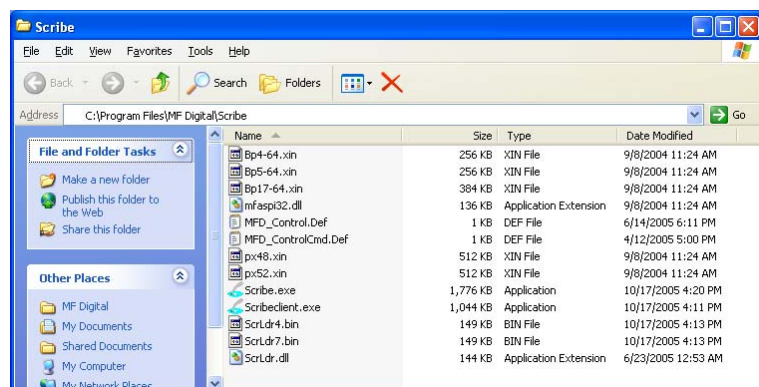 Scribe
File Edit View Favorites Tools Help
Back Search Folders
Address C:\Program Files\MF Digital\Scribe Go
File and Folder Tasks
Make a new folder
Publish this folder to
the Web
Share this folder
Other Places
MF Digital
My Documents
Shared Documents
My Computer
My Network Places
Name Size Type Date Modified
Bp4-64.xin 256 KB XIN File 9/8/2004 11:24 AM
Bp5-64.xin 256 KB XIN File 9/8/2004 11:24 AM
Bp17-64.xin 384 KB XIN File 9/8/2004 11:24 AM
mfaspi32.dll 136 KB Application Extension 9/8/2004 11:24 AM
MFD_Control.Def 1 KB DEF File 6/14/2005 6:11 PM
MFD_ControlCmd.Def 1 KB DEF File 4/12/2005 5:00 PM
px48.xin 512 KB XIN File 9/8/2004 11:24 AM
px52.xin 512 KB XIN File 9/8/2004 11:24 AM
Scribe.exe 1,776 KB Application 10/17/2005 4:20 PM
Scribeclient.exe 1,044 KB Application 10/17/2005 4:11 PM
ScrLdr4.bin 149 KB BIN File 10/17/2005 4:13 PM
ScrLdr7.bin 149 KB BIN File 10/17/2005 4:13 PM
ScrLdr.dll 144 KB Application Extension 6/23/2005 12:53 AM